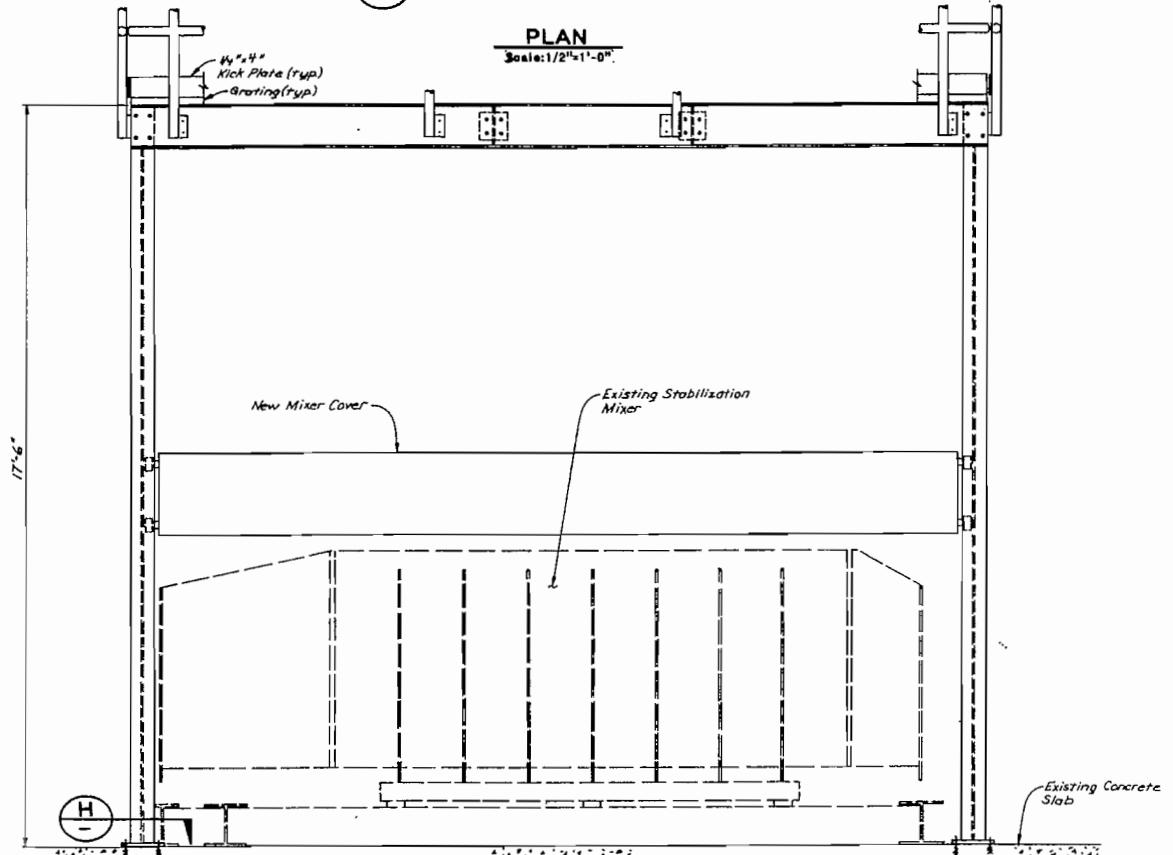 PLAN
Scale: 1/2"=1'-0"
1/4"x4"
Kick Plate (typ.)
Grating (typ)
17'-6"
New Mixer Cover
Existing Stabilization
Mixer
H
-
Existing Concrete
Slab